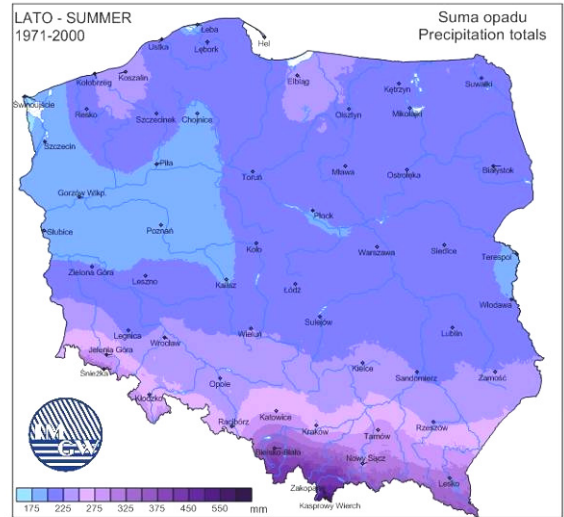 LATO - SUMMER
1971-2000
Suma opadu
Precipitation totals
Łeba
Ustka
Lębork
Hel
Kołobrzeg
Koszalin
Elbląg
Kętrzyn
Suwałki
Świnoujście
Resko
Szczecinek
Chojnice
Olsztyn
Mikołajki
Szczecin
Piła
Toruń
Mława
Ostrołęka
Białystok
Gorzów Wlkp.
Płock
Słubice
Poznań
Koło
Warszawa
Siedlce
Terespol
Zielona Góra
Leszno
Kalisz
Łódź
Włodawa
Legnica
Wrocław
Wieluń
Sulejów
Lublin
Jelenia Góra
Śnieżka
Opole
Kielce
Sandomierz
Zamość
Kłodzko
Racibórz
Katowice
Kraków
Tarnów
Rzeszów
Bielsko-Biała
Nowy Sącz
Lesko
Zakopane
Kasprowy Wierch
IM
GW
175 225 275 325 375 450 550 mm